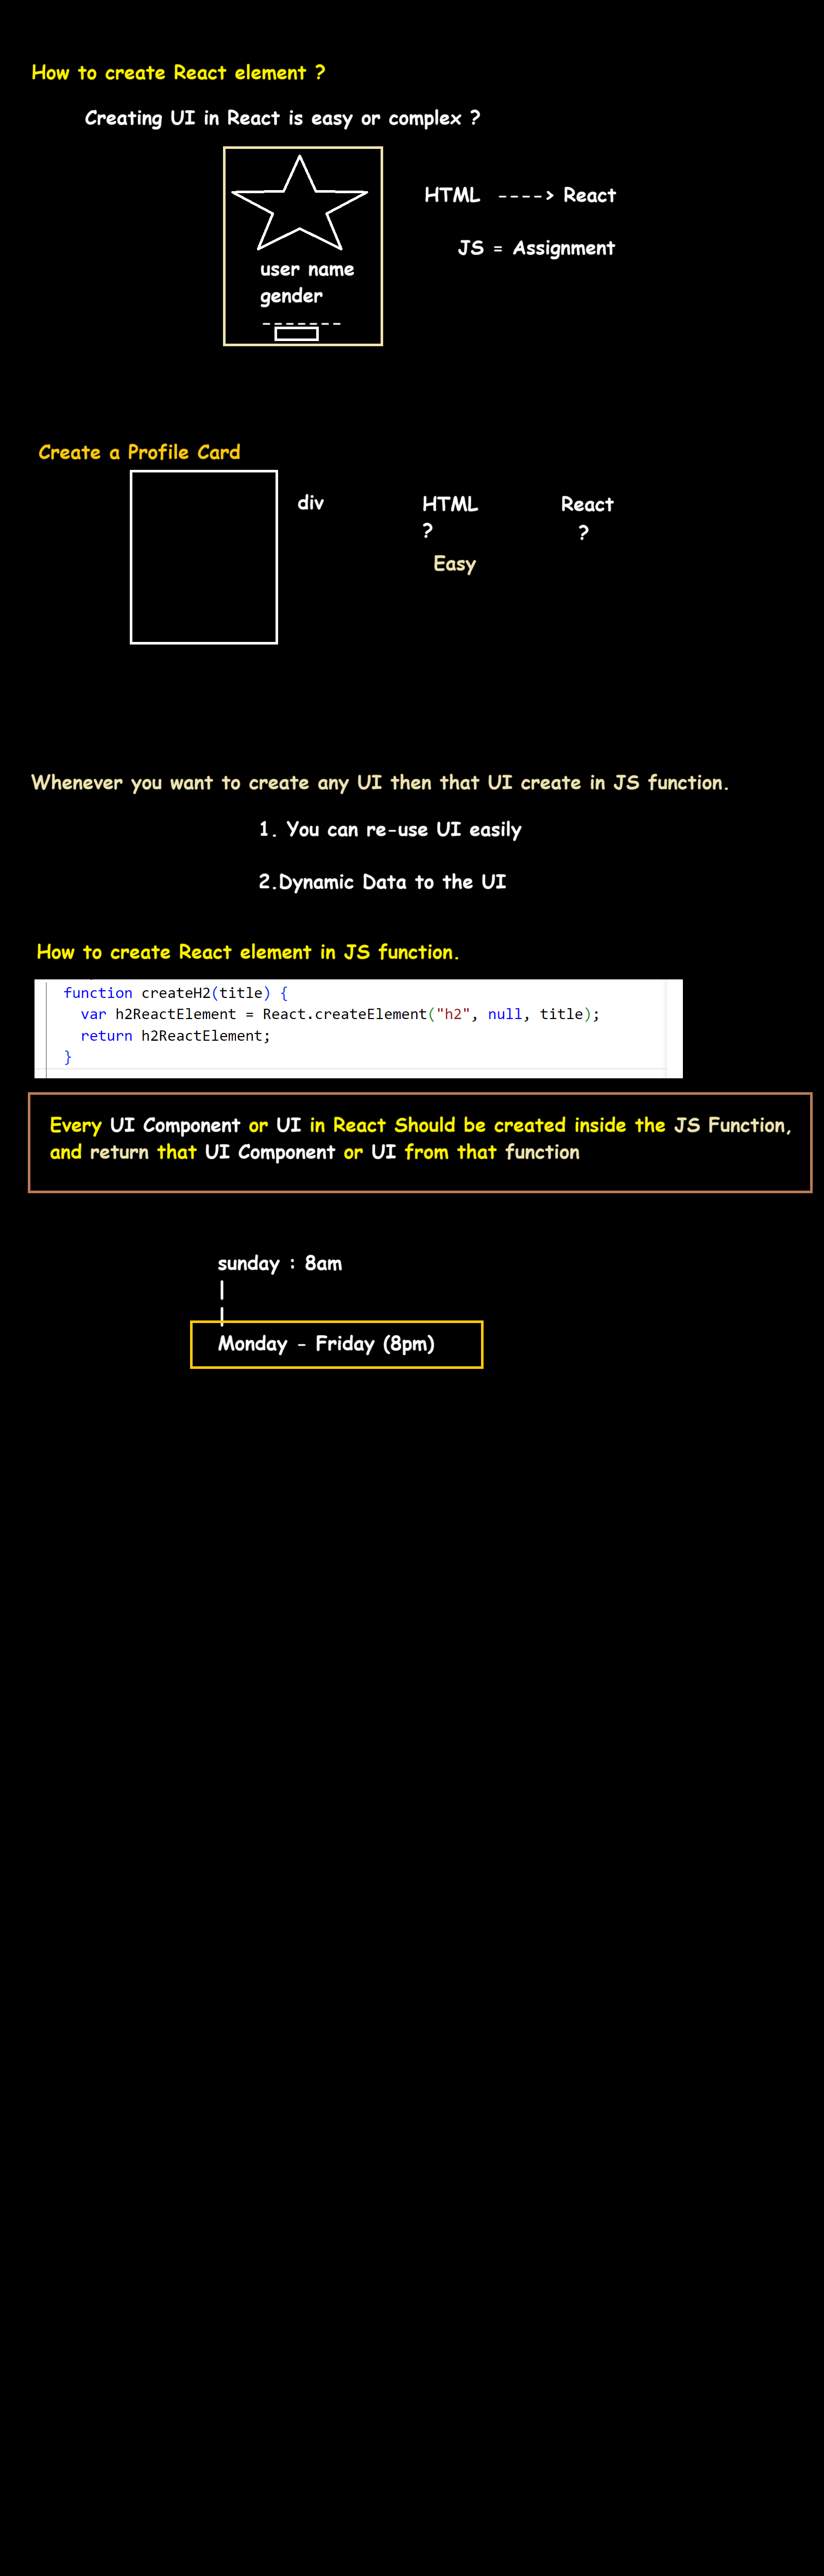 How to create React element ?
Creating UI in React is easy or complex ?
HTML ----> React
JS = Assignment
user name
gender
-------
Create a Profile Card
div
HTML
?
Easy
React
?
Whenever you want to create any UI then that UI create in JS function.
1. You can re-use UI easily
2.Dynamic Data to the UI
How to create React element in JS function.
function createH2(title) {
var h2ReactElement = React.createElement("h2", null, title);
return h2ReactElement;
}
Every UI Component or UI in React Should be created inside the JS Function,
and return that UI Component or UI from that function
sunday : 8am
|
|
Monday - Friday (8pm)